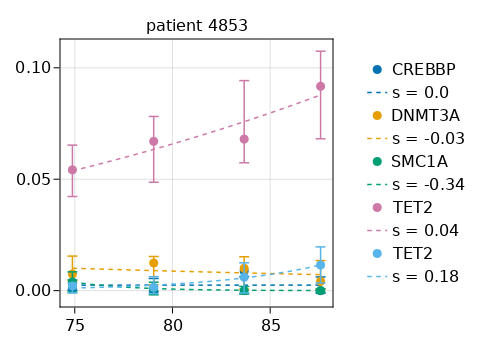 patient 4853
0.10
0.05
0.00
75
80
85
CREBBP
s = 0.0
DNMT3A
s = -0.03
SMC1A
s = -0.34
TET2
s = 0.04
TET2
s = 0.18